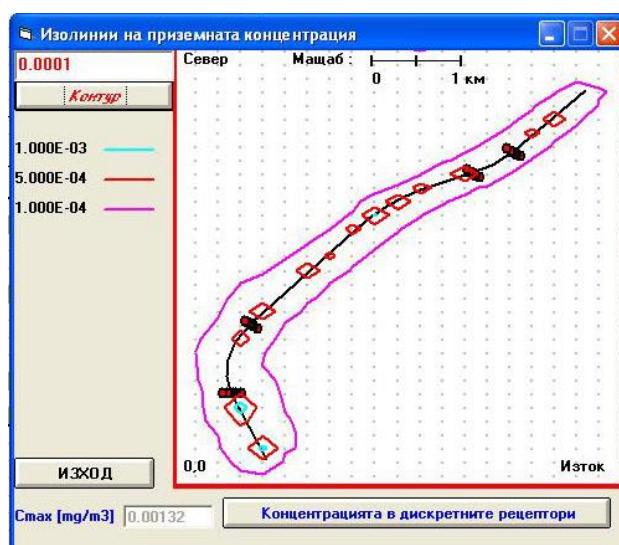 Изолинии на приземната концентрация
0.0001
Контур
1.000E-03
5.000E-04
1.000E-04
Север
Мащаб :
0 1 км
0,0
Изток
ИЗХОД
Cmax [mg/m3] 0.00132
Концентрацията в дискретните рецептори